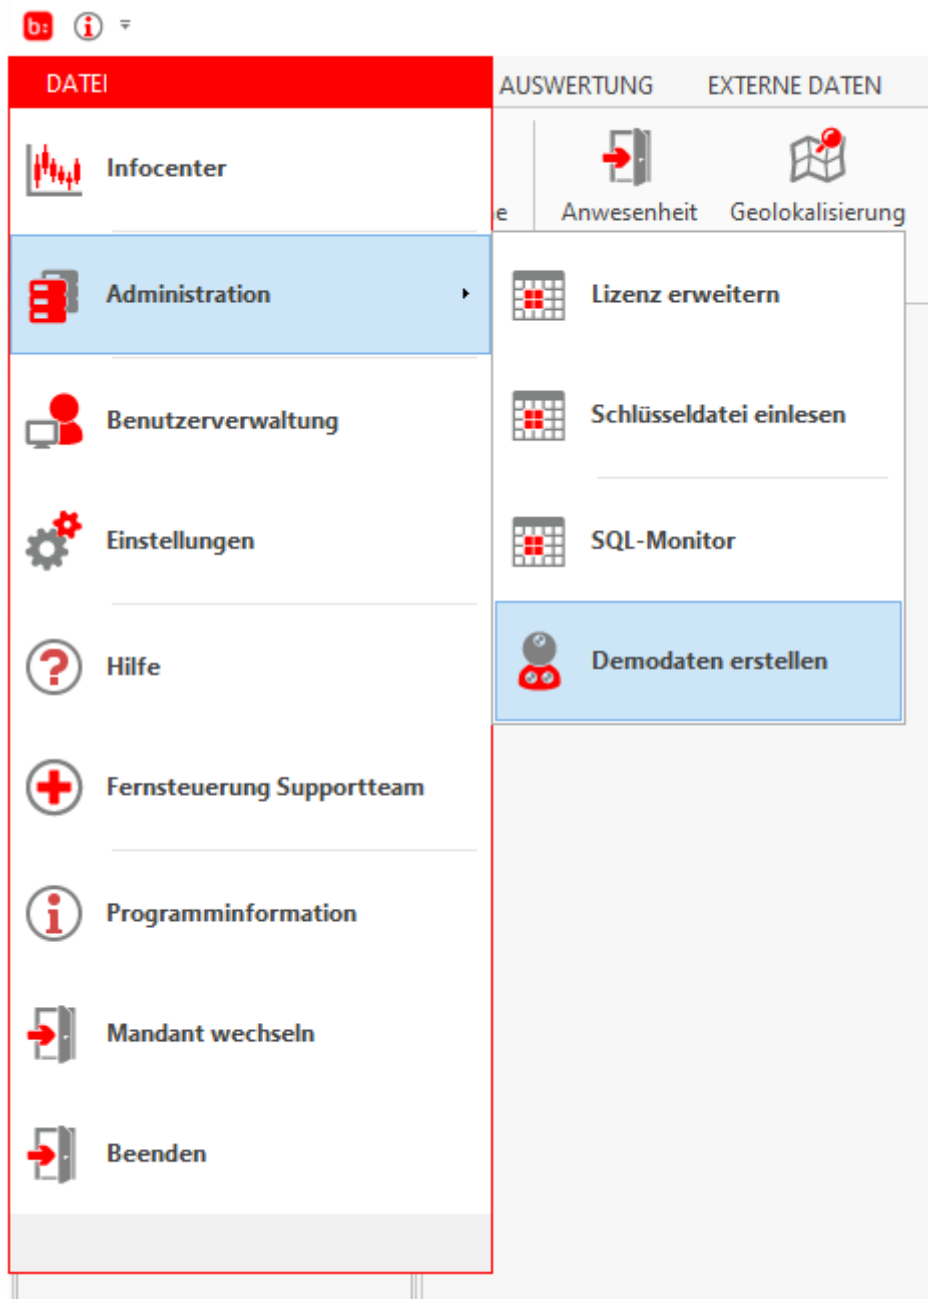 b:
DATEI
AUSWERTUNG
EXTERNE DATEN
Infocenter
e
Anwesenheit
Geolokalisierung
Administration
Lizenz erweitern
Schlüsseldatei einlesen
Benutzerverwaltung
Einstellungen
SQL-Monitor
Hilfe
Demodaten erstellen
Fernsteuerung Supportteam
Programminformation
Mandant wechseln
Beenden